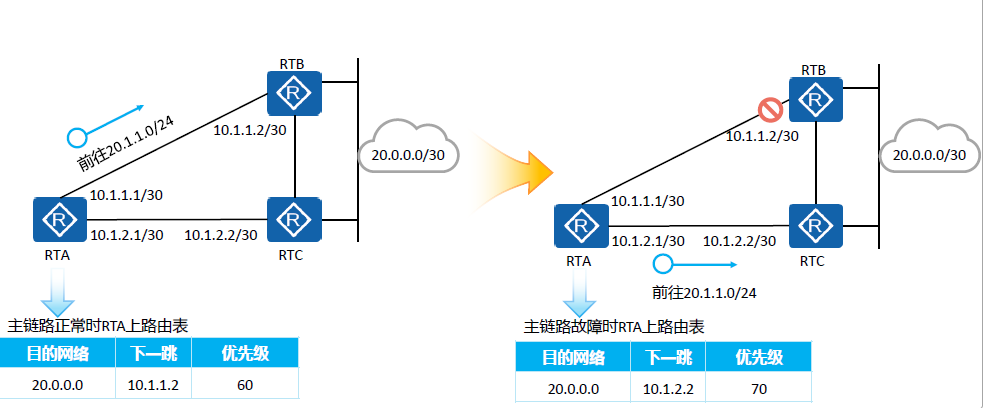 RTB
前往20.1.1.0/24
10.1.1.2/30
20.0.0.0/30
10.1.1.1/30
R
R
R
10.1.2.1/30
10.1.2.2/30
RTA
RTC
主链路正常时RTA上路由表
目的网络 下一跳 优先级
20.0.0.0 10.1.1.2 60
RTB
R
10.1.1.2/30
20.0.0.0/30
10.1.1.1/30
R
R
10.1.2.1/30
10.1.2.2/30
RTA
RTC
前往20.1.1.0/24
主链路故障时RTA上路由表
目的网络 下一跳 优先级
20.0.0.0 10.1.2.2 70